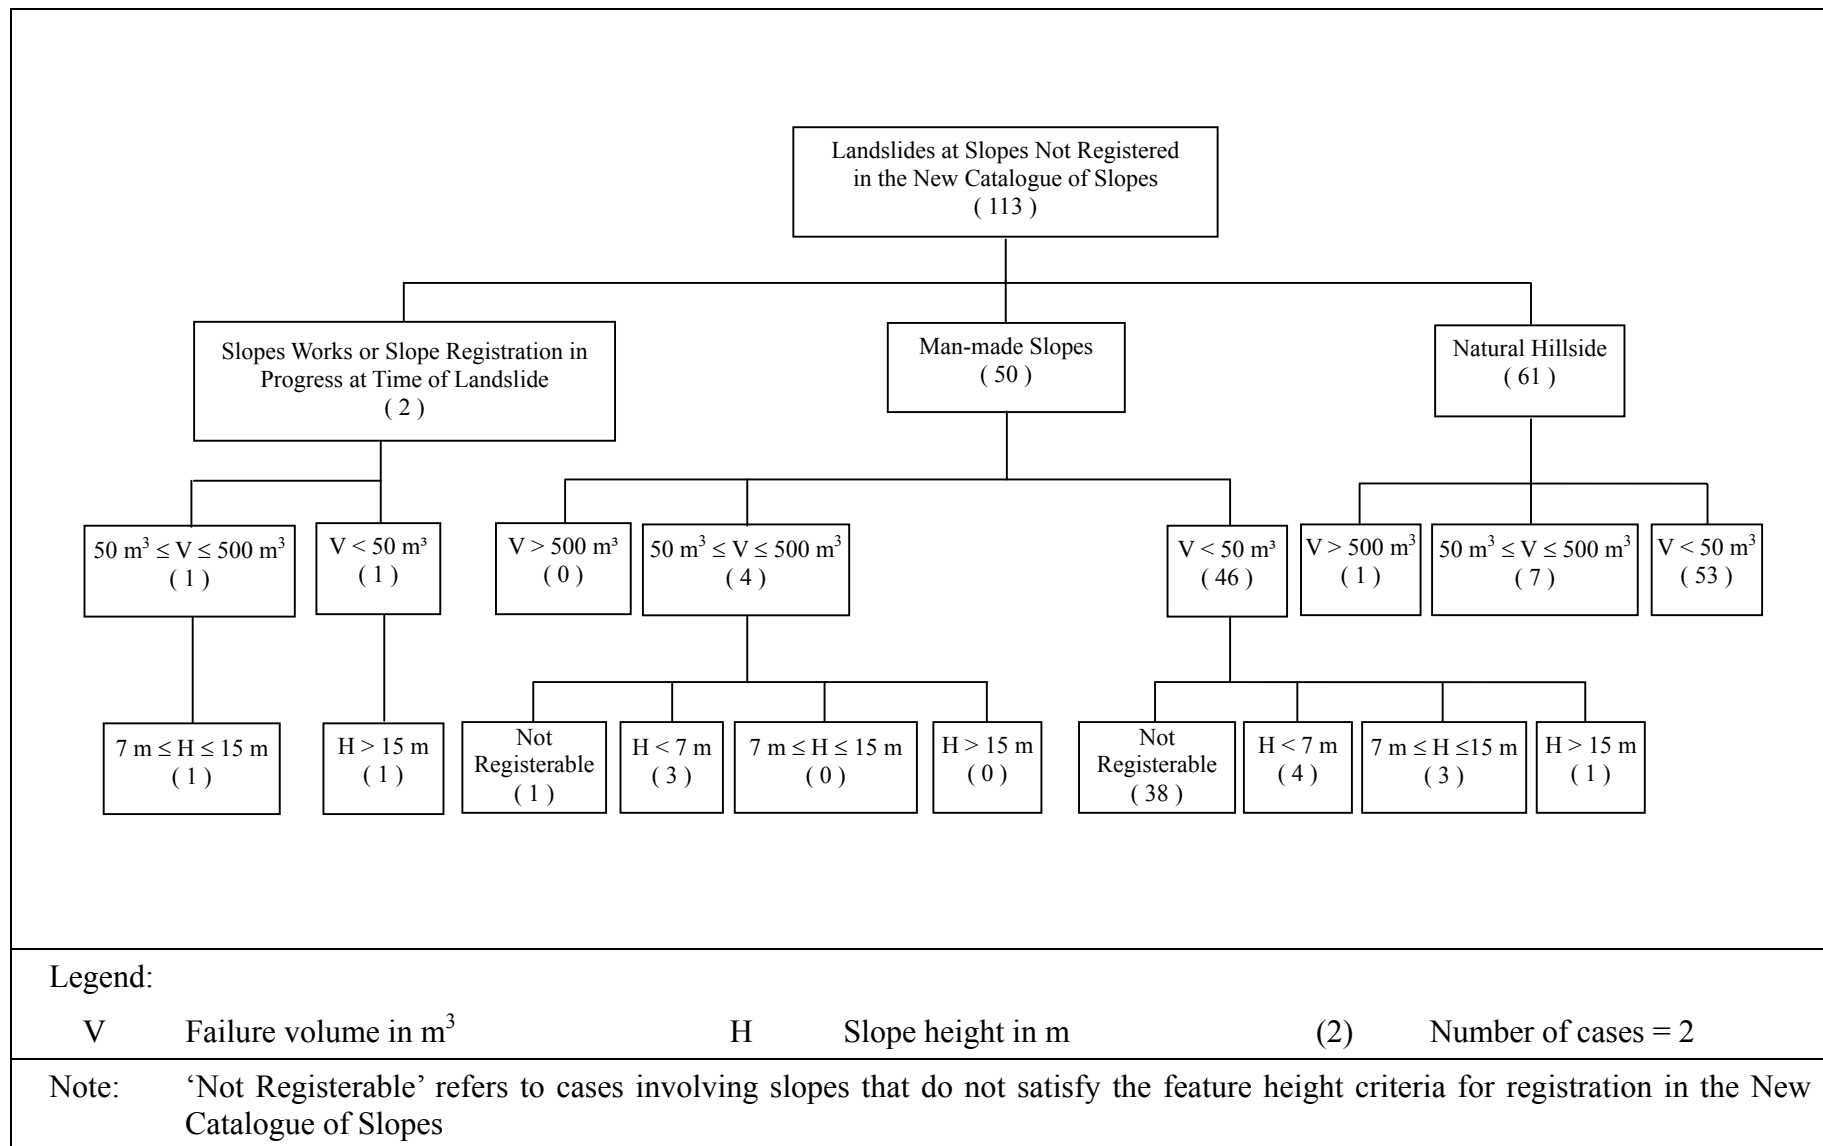 Landslides at Slopes Not Registered
in the New Catalogue of Slopes
( 113 )
Slopes Works or Slope Registration in
Progress at Time of Landslide
( 2 )
Man-made Slopes
( 50 )
Natural Hillside
( 61 )
50 m³ ≤ V ≤ 500 m³
( 1 )
V < 50 m³
( 1 )
V > 500 m³
( 0 )
50 m³ ≤ V ≤ 500 m³
( 4 )
V < 50 m³
( 46 )
V > 500 m³
( 1 )
50 m³ ≤ V ≤ 500 m³
( 7 )
V < 50 m³
( 53 )
7 m ≤ H ≤ 15 m
( 1 )
H > 15 m
( 1 )
Not
Registerable
( 1 )
H < 7 m
( 3 )
7 m ≤ H ≤ 15 m
( 0 )
H > 15 m
( 0 )
Not
Registerable
( 38 )
H < 7 m
( 4 )
7 m ≤ H ≤15 m
( 3 )
H > 15 m
( 1 )
Legend:
V Failure volume in m³ H Slope height in m (2) Number of cases = 2
Note: ‘Not Registerable’ refers to cases involving slopes that do not satisfy the feature height criteria for registration in the New
Catalogue of Slopes